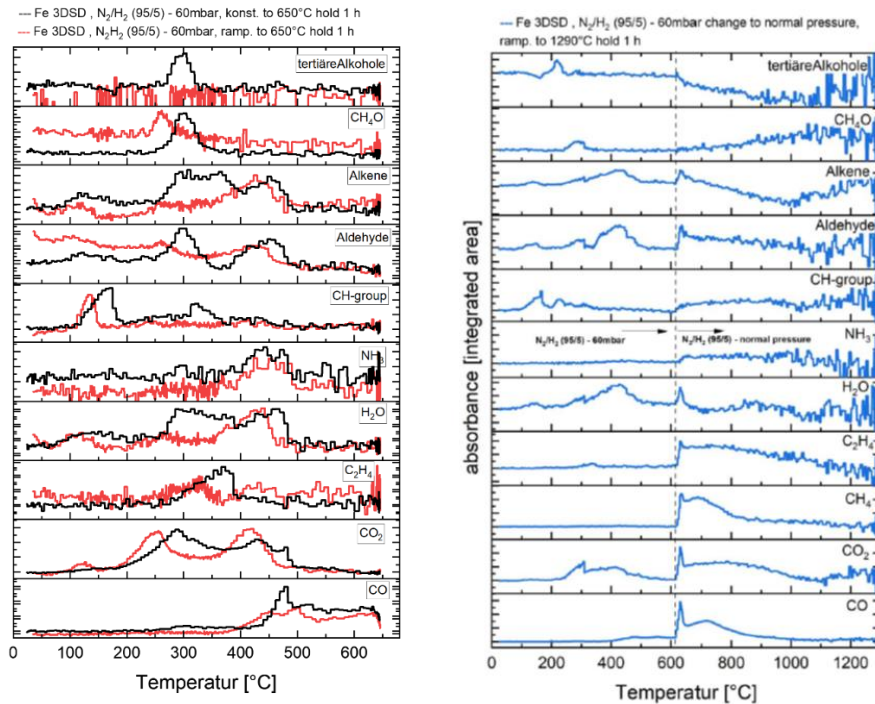 --- Fe 3DSD , N₂/H₂ (95/5) - 60mbar, konst. to 650°C hold 1 h
--- Fe 3DSD , N₂H₂ (95/5) - 60mbar, ramp. to 650°C hold 1 h
tertiäreAlkohole
CH₄O
Alkene
Aldehyde
CH-group
NH₃
H₂O
C₂H₄
CO₂
CO
0 100 200 300 400 500 600
Temperatur [°C]
--- Fe 3DSD , N₂/H₂ (95/5) - 60mbar change to normal pressure,
ramp. to 1290°C hold 1 h
absorbance [integrated area]
tertiäreAlkohole
CH₄O
Alkene
Aldehyde
CH-group
NH₃
N₂/H₂ (95/5) - 60mbar
N₂/H₂ (95/5) - normal pressure
H₂O
C₂H₄
CH₄
CO₂
CO
0 200 400 600 800 1000 1200
Temperatur [°C]